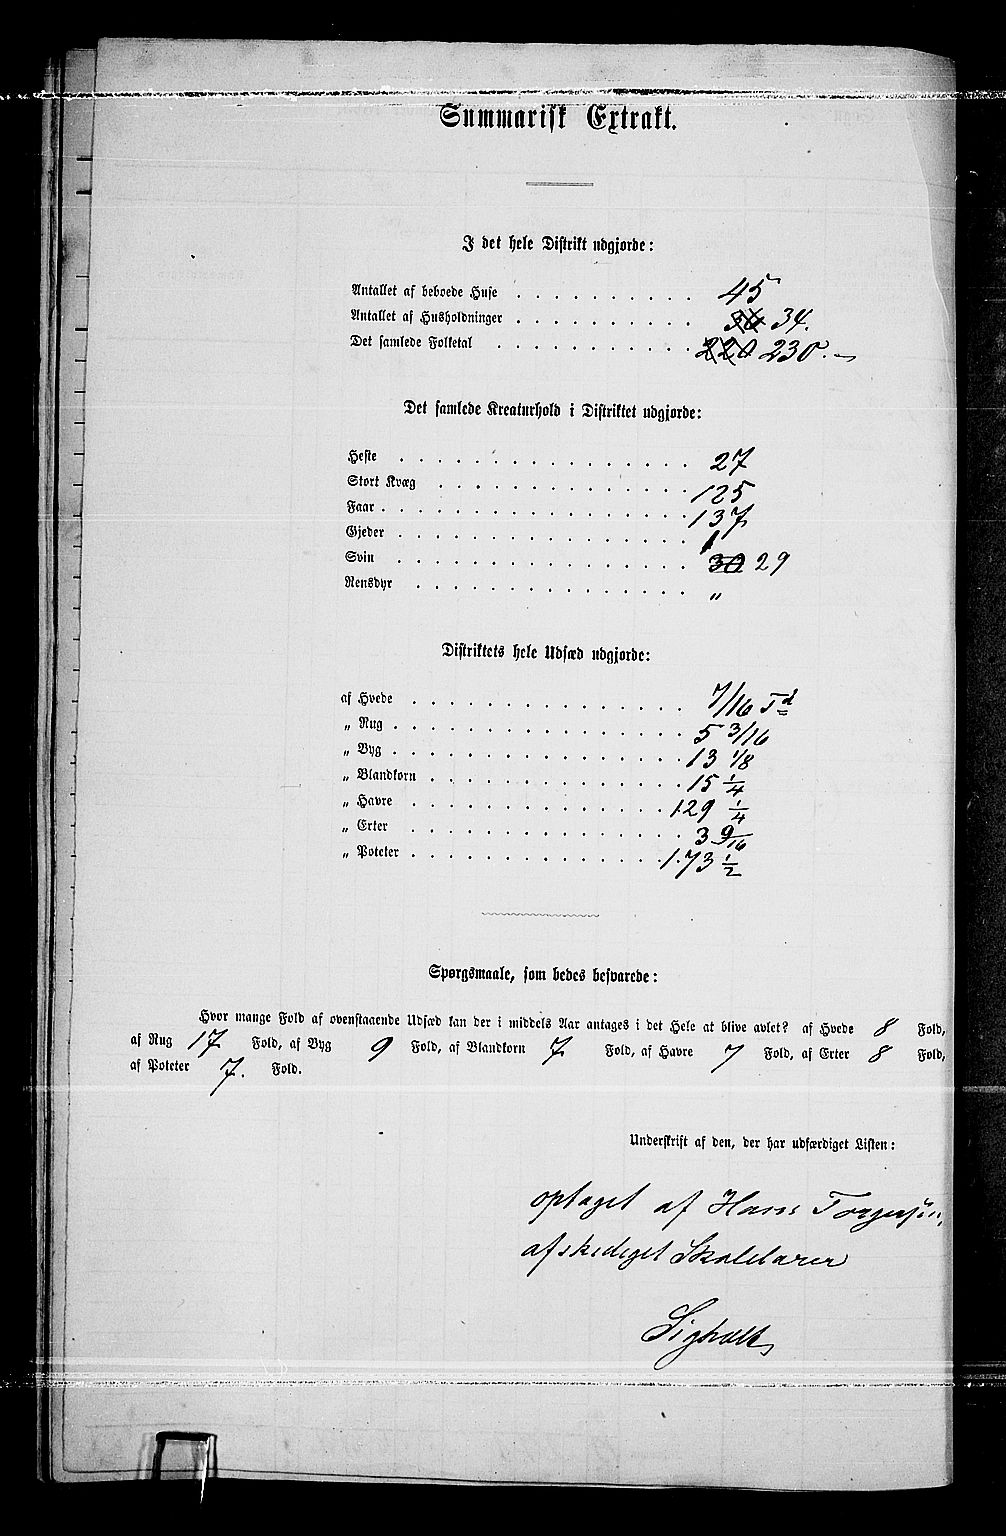 Summarisk Extrakt.
I det hele Distrikt udgjorde:
Antallet af beboede Huse . . . . . . . . . . 45
Antallet af Husholdninger . . . . . . . . . . 36 34.
Det samlede Folketal . . . . . . . . . . 220 230.
Det samlede Kreaturhold i Distriktet udgjorde:
Heste . . . . . . . . . . 27
Stort Kvæg . . . . . . . . . . 125
Faar . . . . . . . . . . 137
Gjeder . . . . . . . . . . 1
Svin . . . . . . . . . . 30 29
Rensdyr . . . . . . . . . . „
Distriktets hele Udsæd udgjorde:
af Hvede . . . . . . . . . . 7/16 Td
„ Rug . . . . . . . . . . 5 3/16
„ Byg . . . . . . . . . . 13 1/8
„ Blandkorn . . . . . . . . . . 15 1/4
„ Havre . . . . . . . . . . 129 1/4
„ Erter . . . . . . . . . . 3 9/16
„ Poteter . . . . . . . . . . 173 1/2
Spørgsmaale, som bedes besvarede:
Hvor mange Fold af ovenstaaende Udsæd kan der i middels Aar antages i det Hele at blive avlet? af Hvede 8 Fold,
af Rug 17 Fold, af Byg 9 Fold, af Blandkorn 7 Fold, af Havre 7 Fold, af Erter 8 Fold,
af Poteter 7. Fold.
Underskrift af den, der har udfærdiget Listen:
optaget af Hans Torgersen,
afskediget Skolelærer